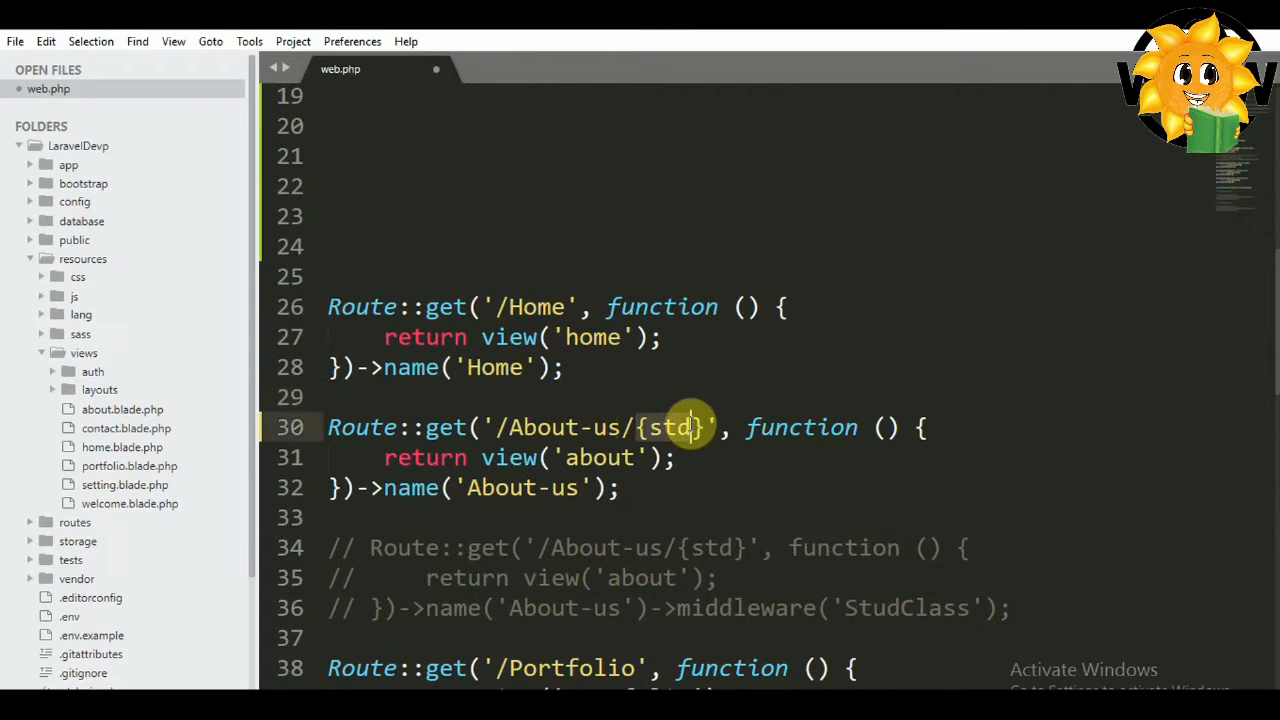 File Edit Selection Find View Goto Tools Project Preferences Help
OPEN FILES
web.php
FOLDERS
LaravelDevp
app
bootstrap
config
database
public
resources
css
js
lang
sass
views
auth
layouts
about.blade.php
contact.blade.php
home.blade.php
portfolio.blade.php
setting.blade.php
welcome.blade.php
routes
storage
tests
vendor
.editorconfig
.env
.env.example
.gitattributes
.gitignore
web.php
19
20
21
22
23
24
25
26 Route::get('/Home', function () {
27 return view('home');
28 })->name('Home');
29
30 Route::get('/About-us/{std}', function () {
31 return view('about');
32 })->name('About-us');
33
34 // Route::get('/About-us/{std}', function () {
35 // return view('about');
36 // })->name('About-us')->middleware('StudClass');
37
38 Route::get('/Portfolio', function () {
Activate Windows